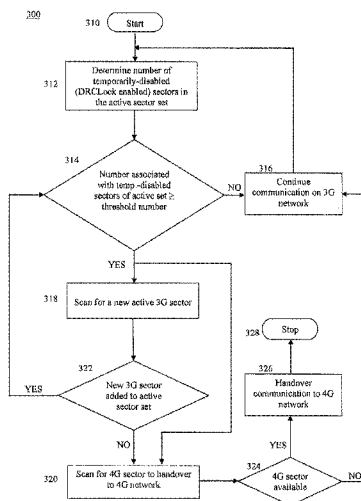 300
310
Start
312
Determine number of
temporarily-disabled
(DRCLock enabled) sectors
in the active sector set
314
Number associated
with temp.-disabled
sectors of active set ≥
threshold number
NO
316
Continue
communication on 3G
network
YES
318
Scan for a new active 3G sector
322
New 3G sector
added to active
sector set
YES
NO
320
Scan for 4G sector to handover
to 4G network
324
4G sector
available
YES
NO
326
Handover
communication to 4G
network
328
Stop